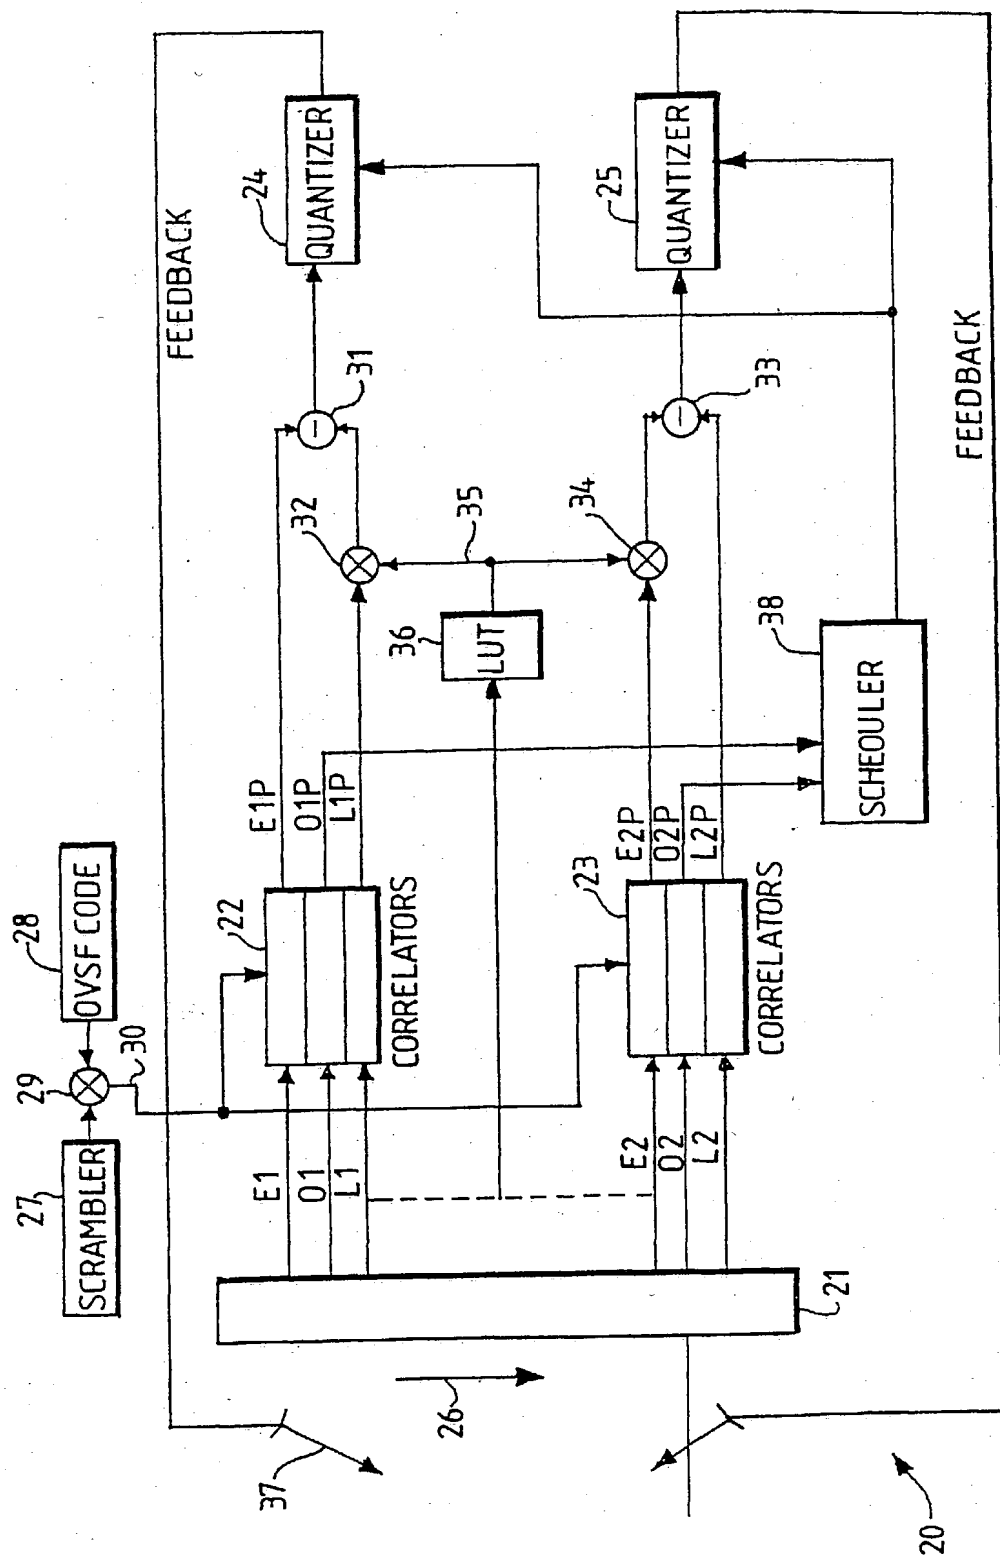 27
SCRAMBLER
29
30
28
OVSF CODE
FEEDBACK
37
E1
O1
L1
22
CORRELATORS
E1P
O1P
L1P
32
31
24
QUANTIZER
26
36
LUT
35
E2
O2
L2
23
CORRELATORS
E2P
O2P
L2P
34
33
25
QUANTIZER
21
38
SCHEOULER
FEEDBACK
20